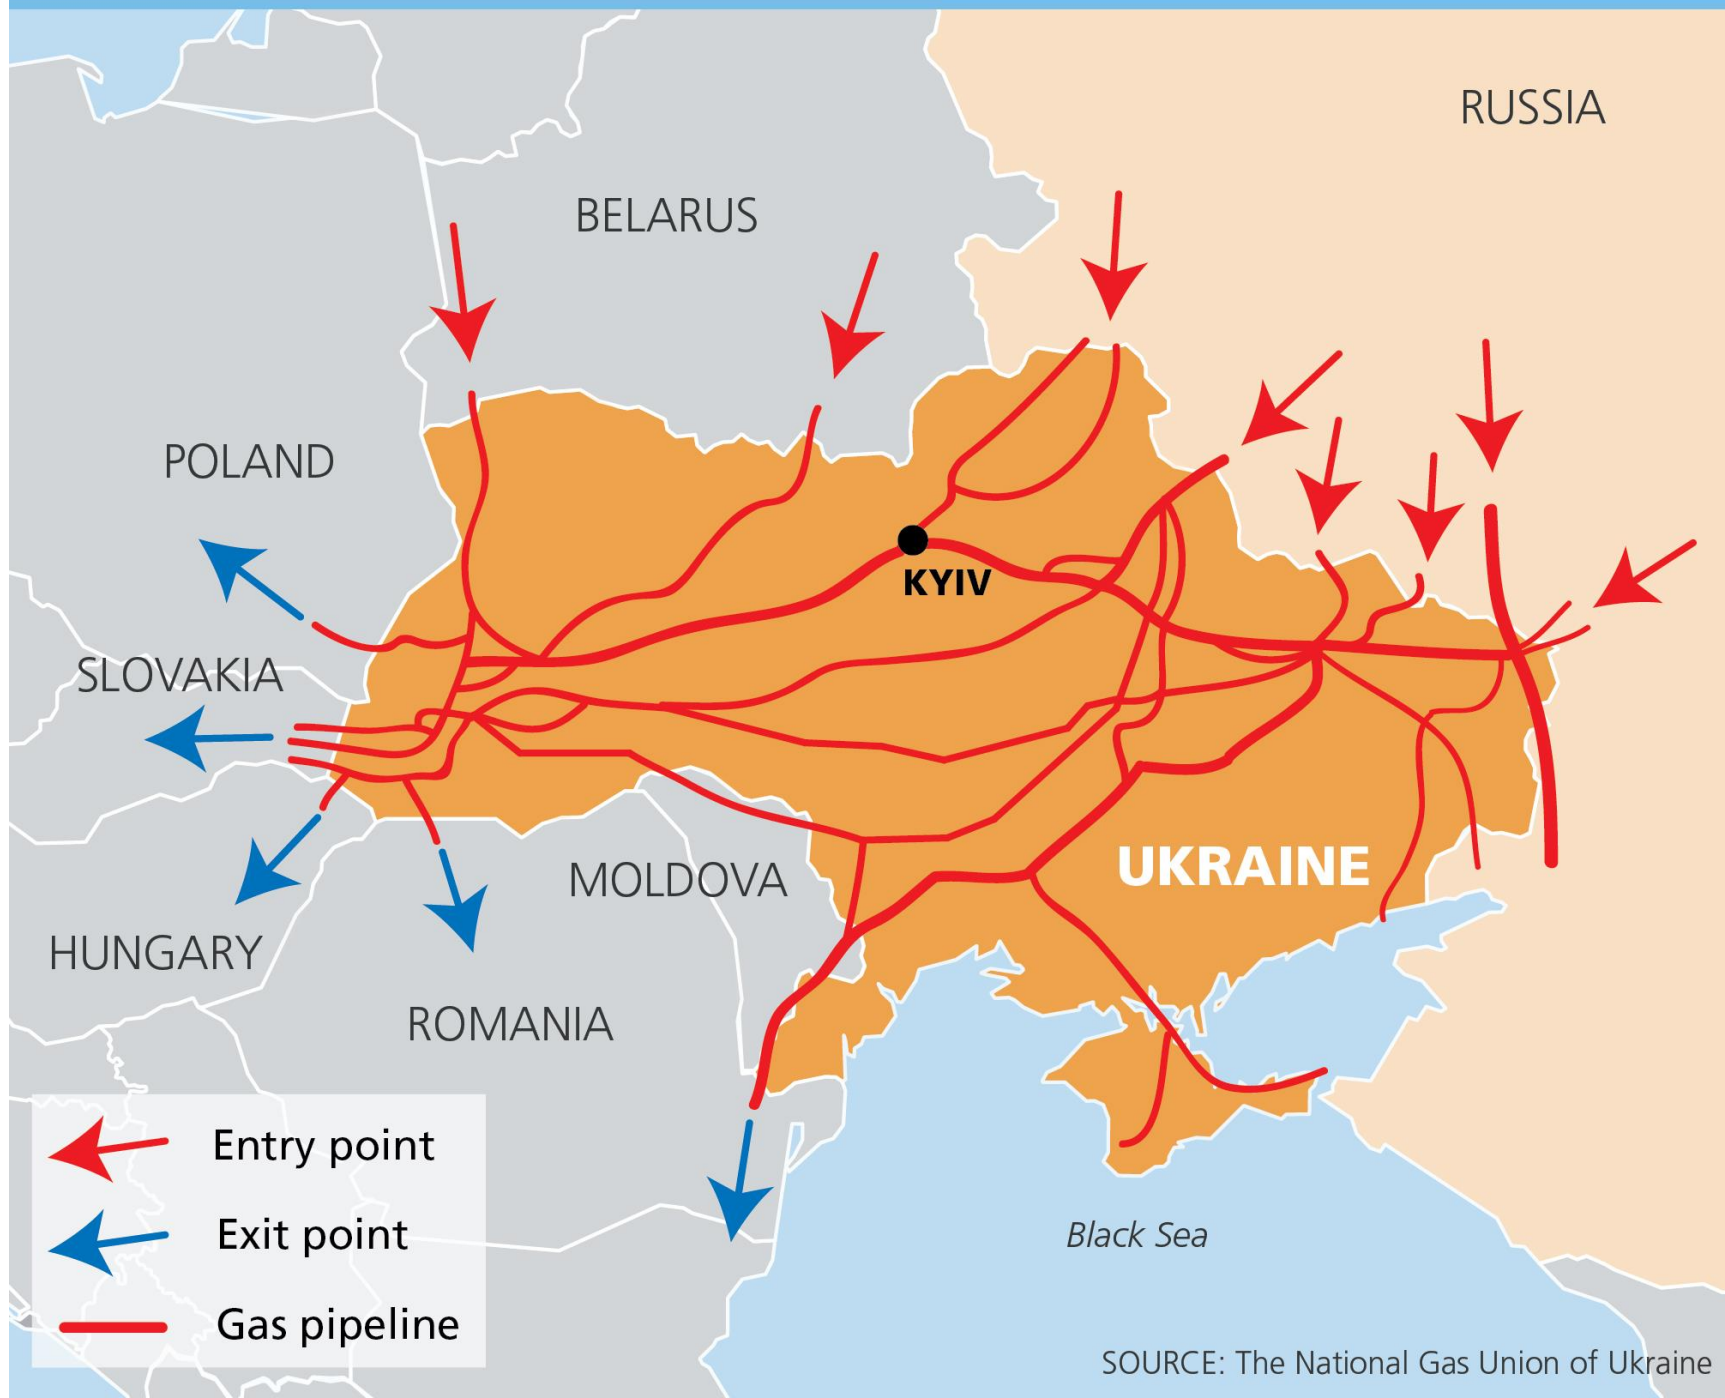 RUSSIA
BELARUS
POLAND
KYIV
SLOVAKIA
UKRAINE
MOLDOVA
HUNGARY
ROMANIA
Entry point
Exit point
Gas pipeline
Black Sea
SOURCE: The National Gas Union of Ukraine